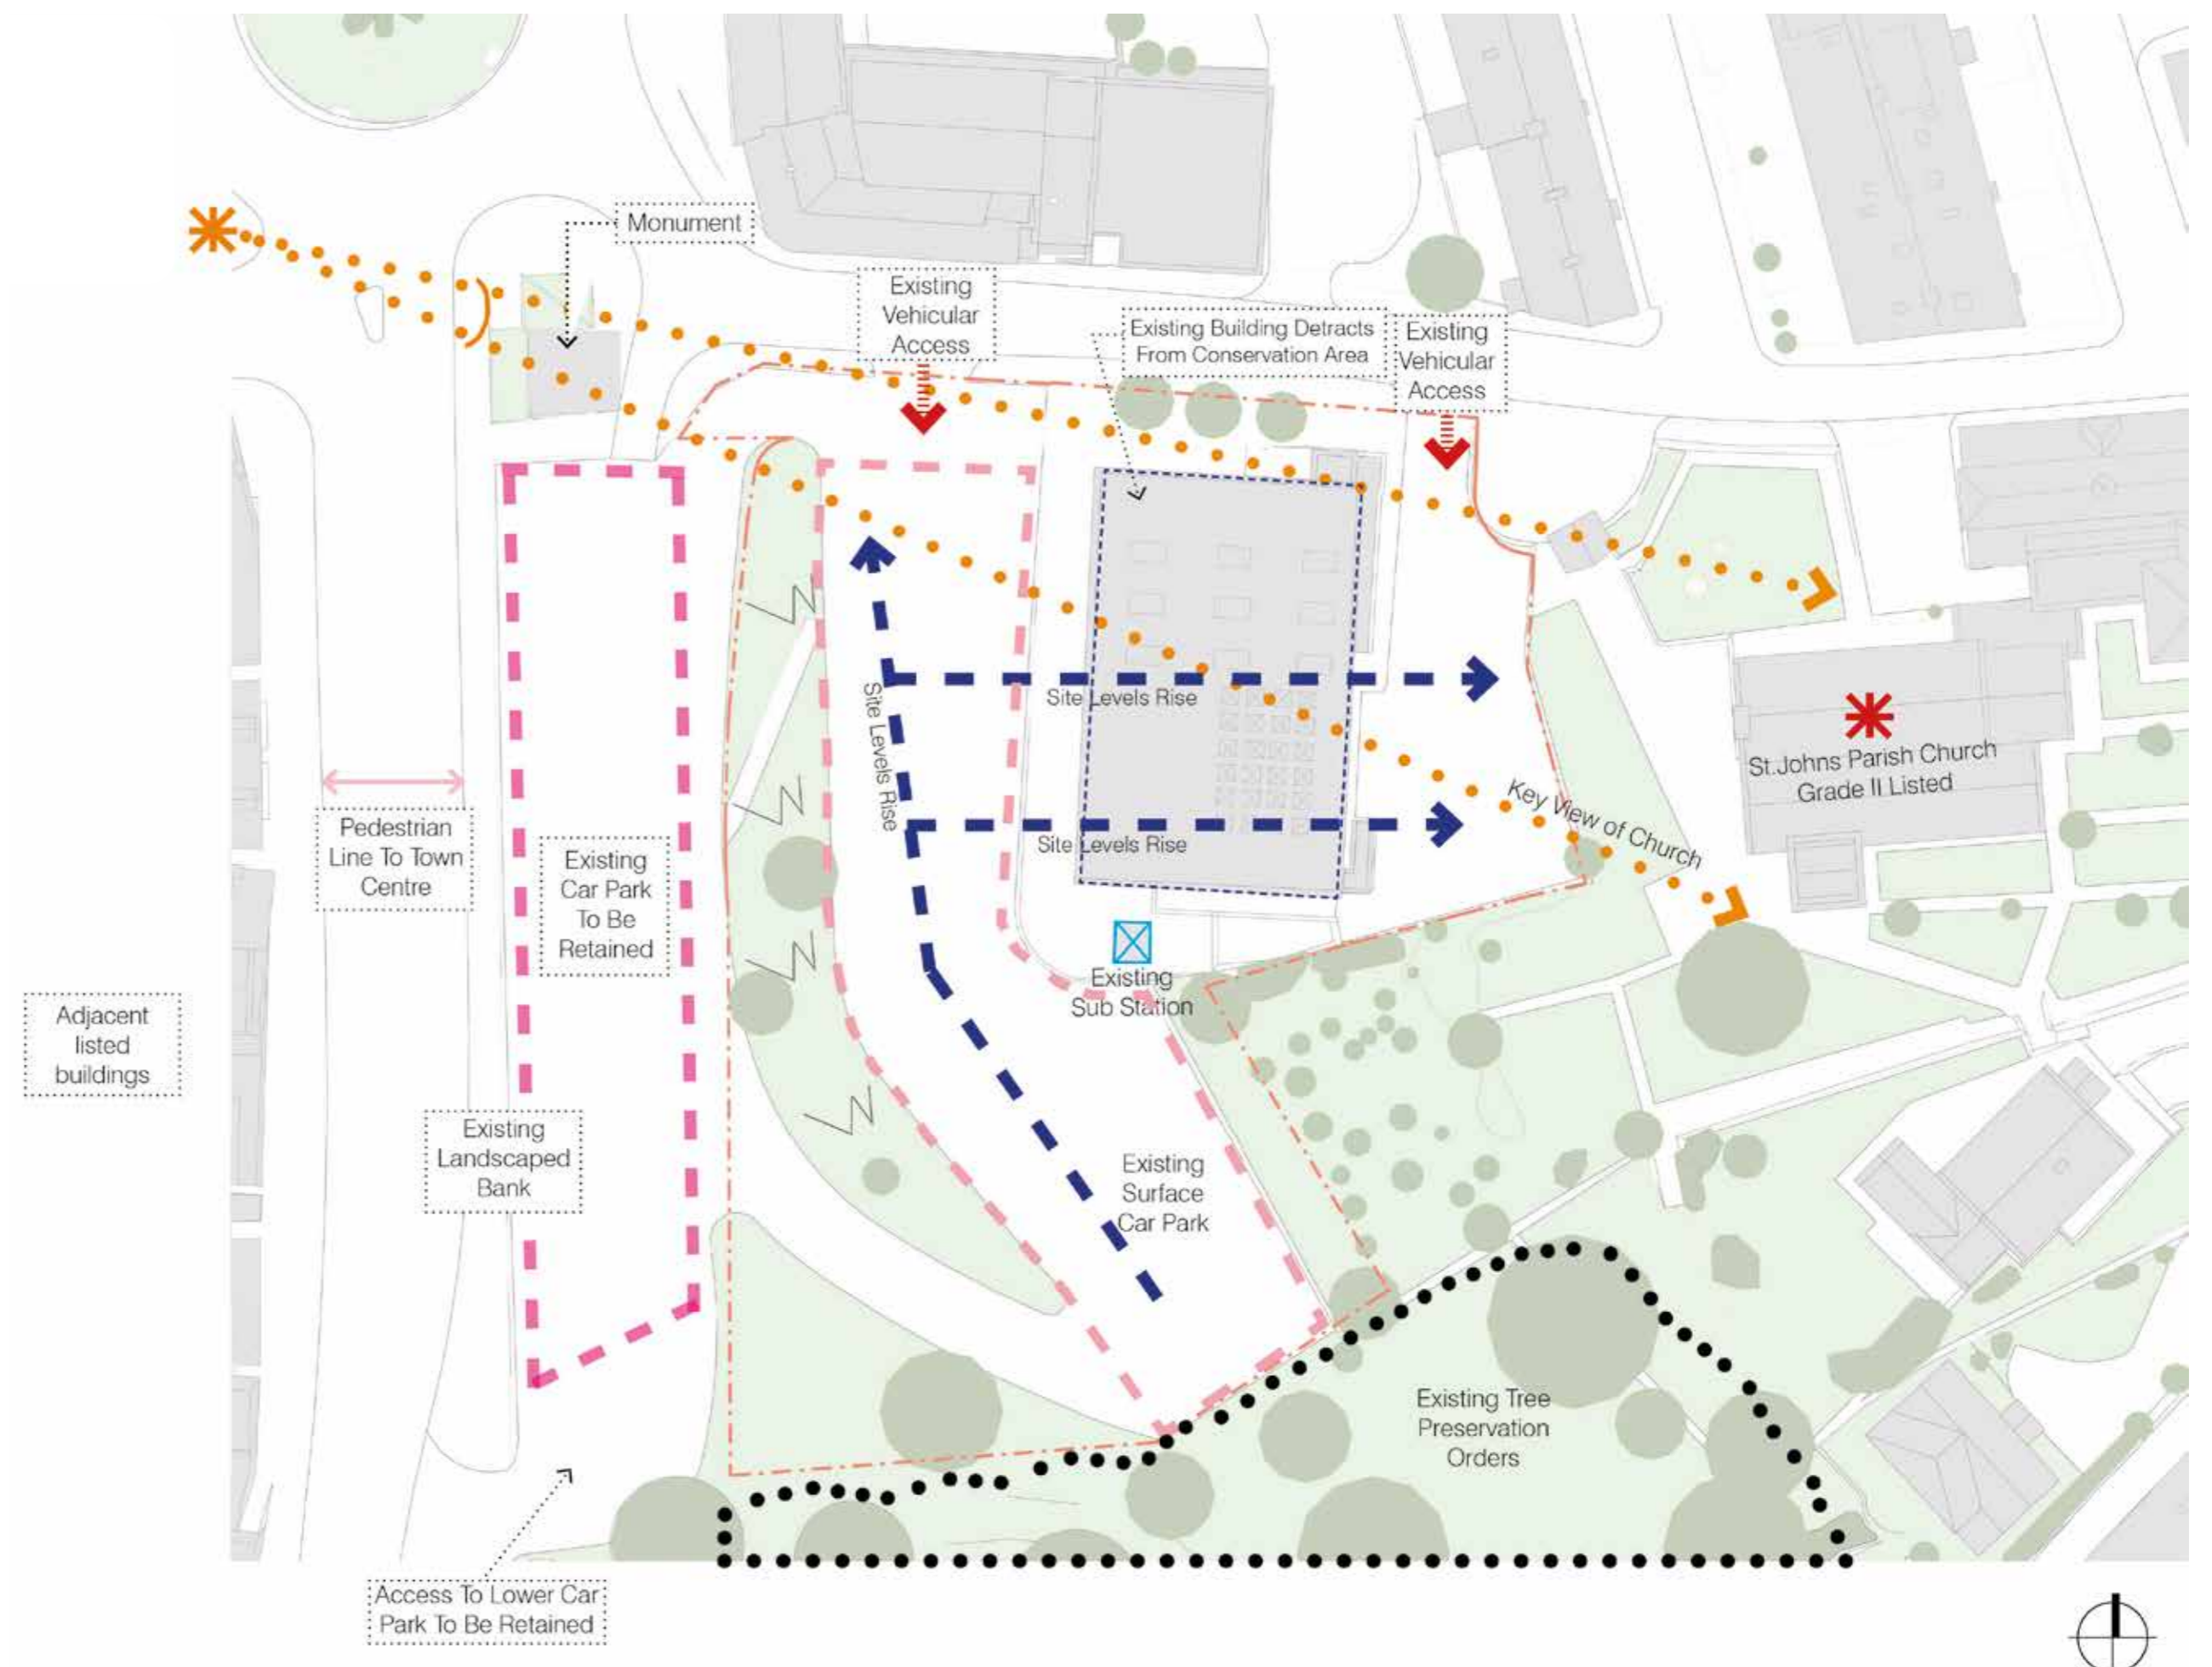 Monument
Existing
Vehicular
Access
Existing Building Detracts
From Conservation Area
Existing
Vehicular
Access
Site Levels Rise
Site Levels Rise
Site Levels Rise
St.Johns Parish Church
Grade II Listed
Key View of Church
Pedestrian
Line To Town
Centre
Existing
Car Park
To Be
Retained
Existing
Sub Station
Adjacent
listed
buildings
Existing
Landscaped
Bank
Existing
Surface
Car Park
Existing Tree
Preservation
Orders
Access To Lower Car
Park To Be Retained